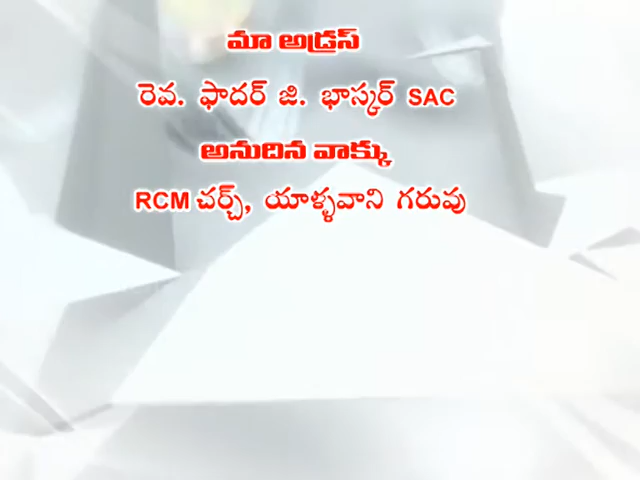 మా అడ్రస్
రెవ. ఫాదర్ జి. భాస్కర్ SAC
అనుదిన వాక్కు
RCM చర్చ్, యాళ్ళవాని గరువు